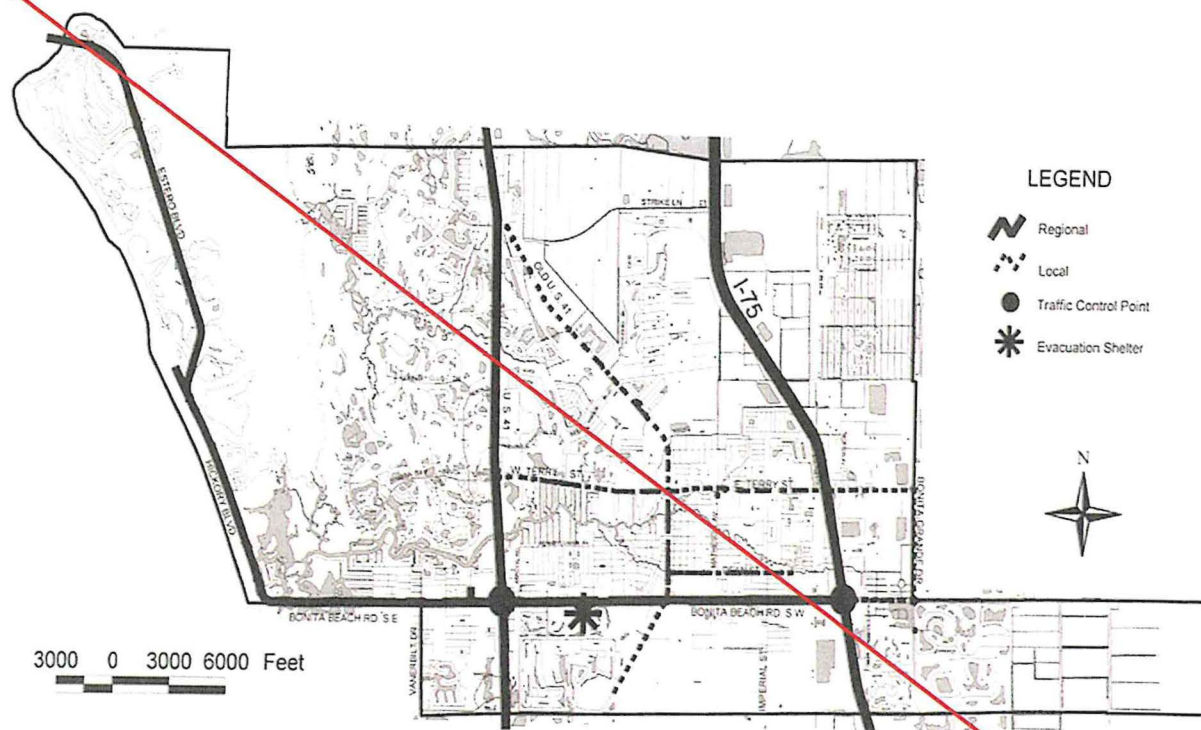 ESTERO BLVD
HICKORY BLVD
STRIKE LN
OLD U S 41
I-75
U S 41
W TERRY ST
E TERRY ST
BONITA GRANDE DR
BONITA BEACH RD S E
BONITA BEACH RD S W
VANERBILT DR
IMPERIAL ST
LEGEND
Regional
Local
Traffic Control Point
Evacuation Shelter
N
3000 0 3000 6000 Feet